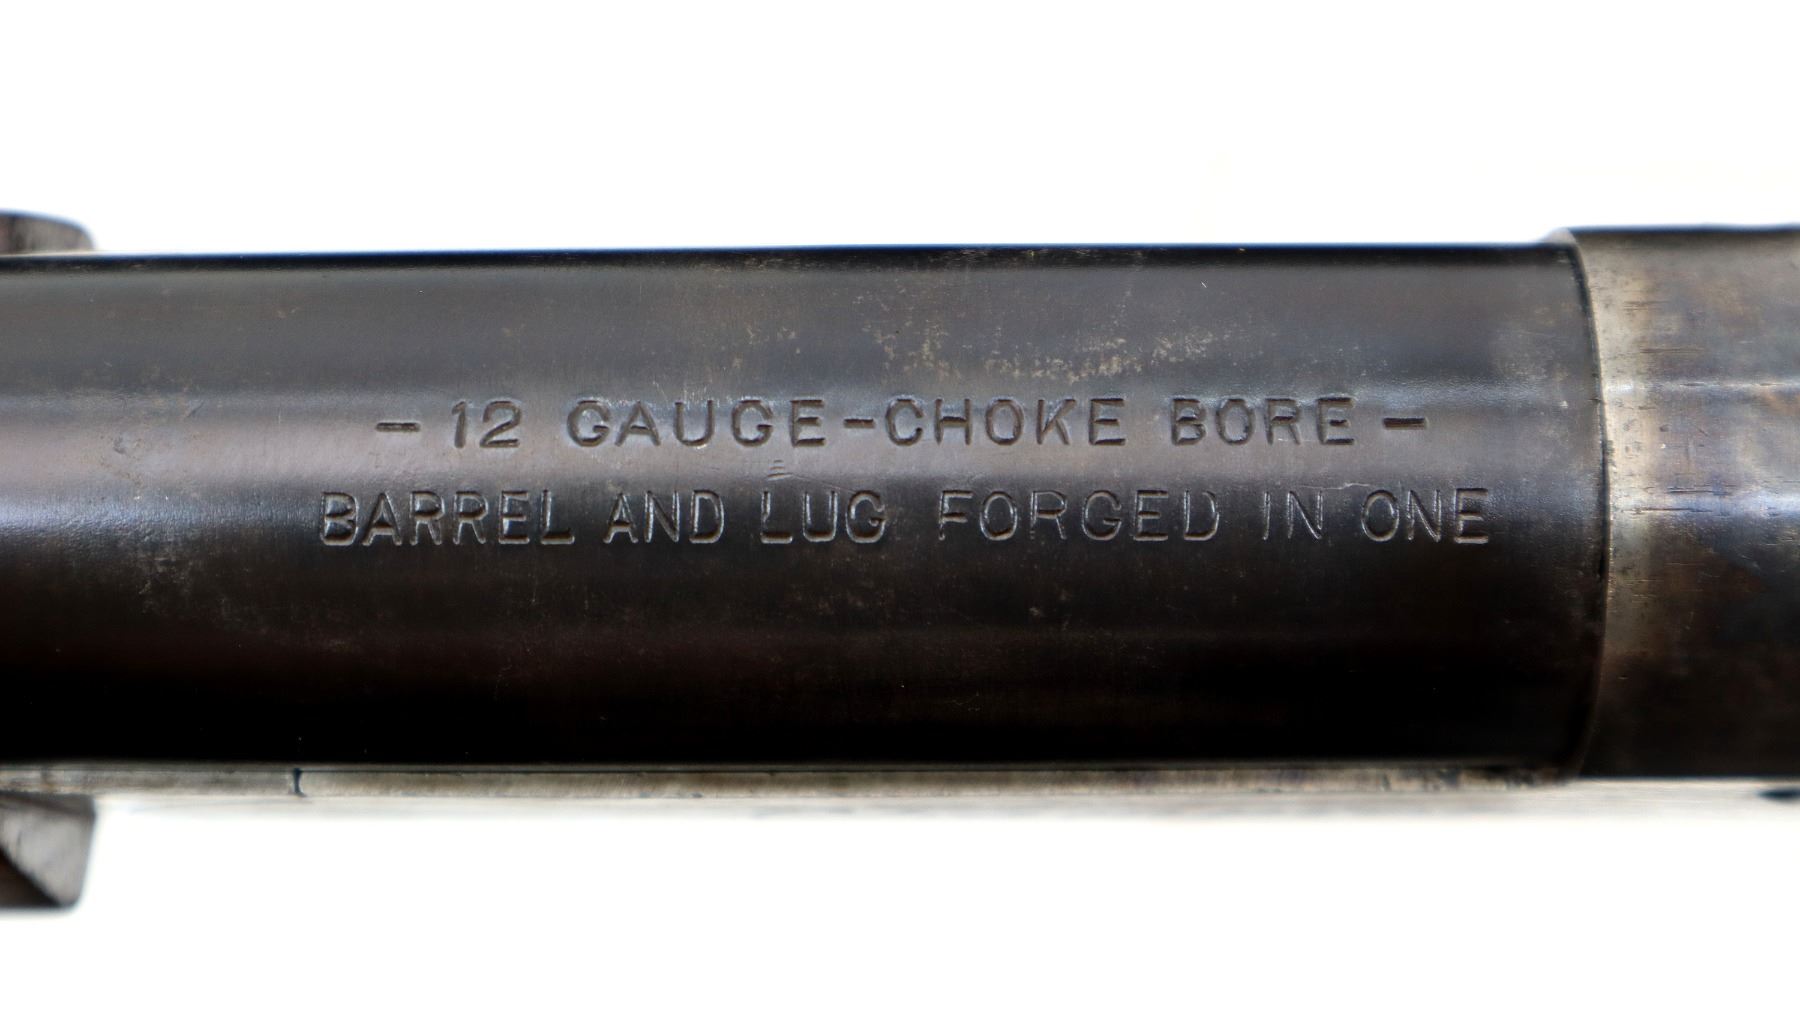 - 12 GAUGE-CHOKE BORE -
BARREL AND LUG FORGED IN ONE